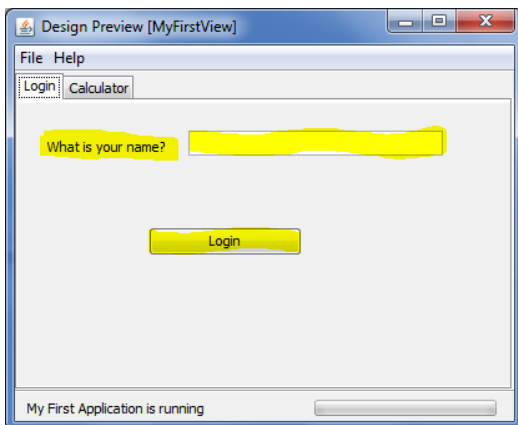 Design Preview [MyFirstView]
File Help
Login Calculator
What is your name?
Login
My First Application is running